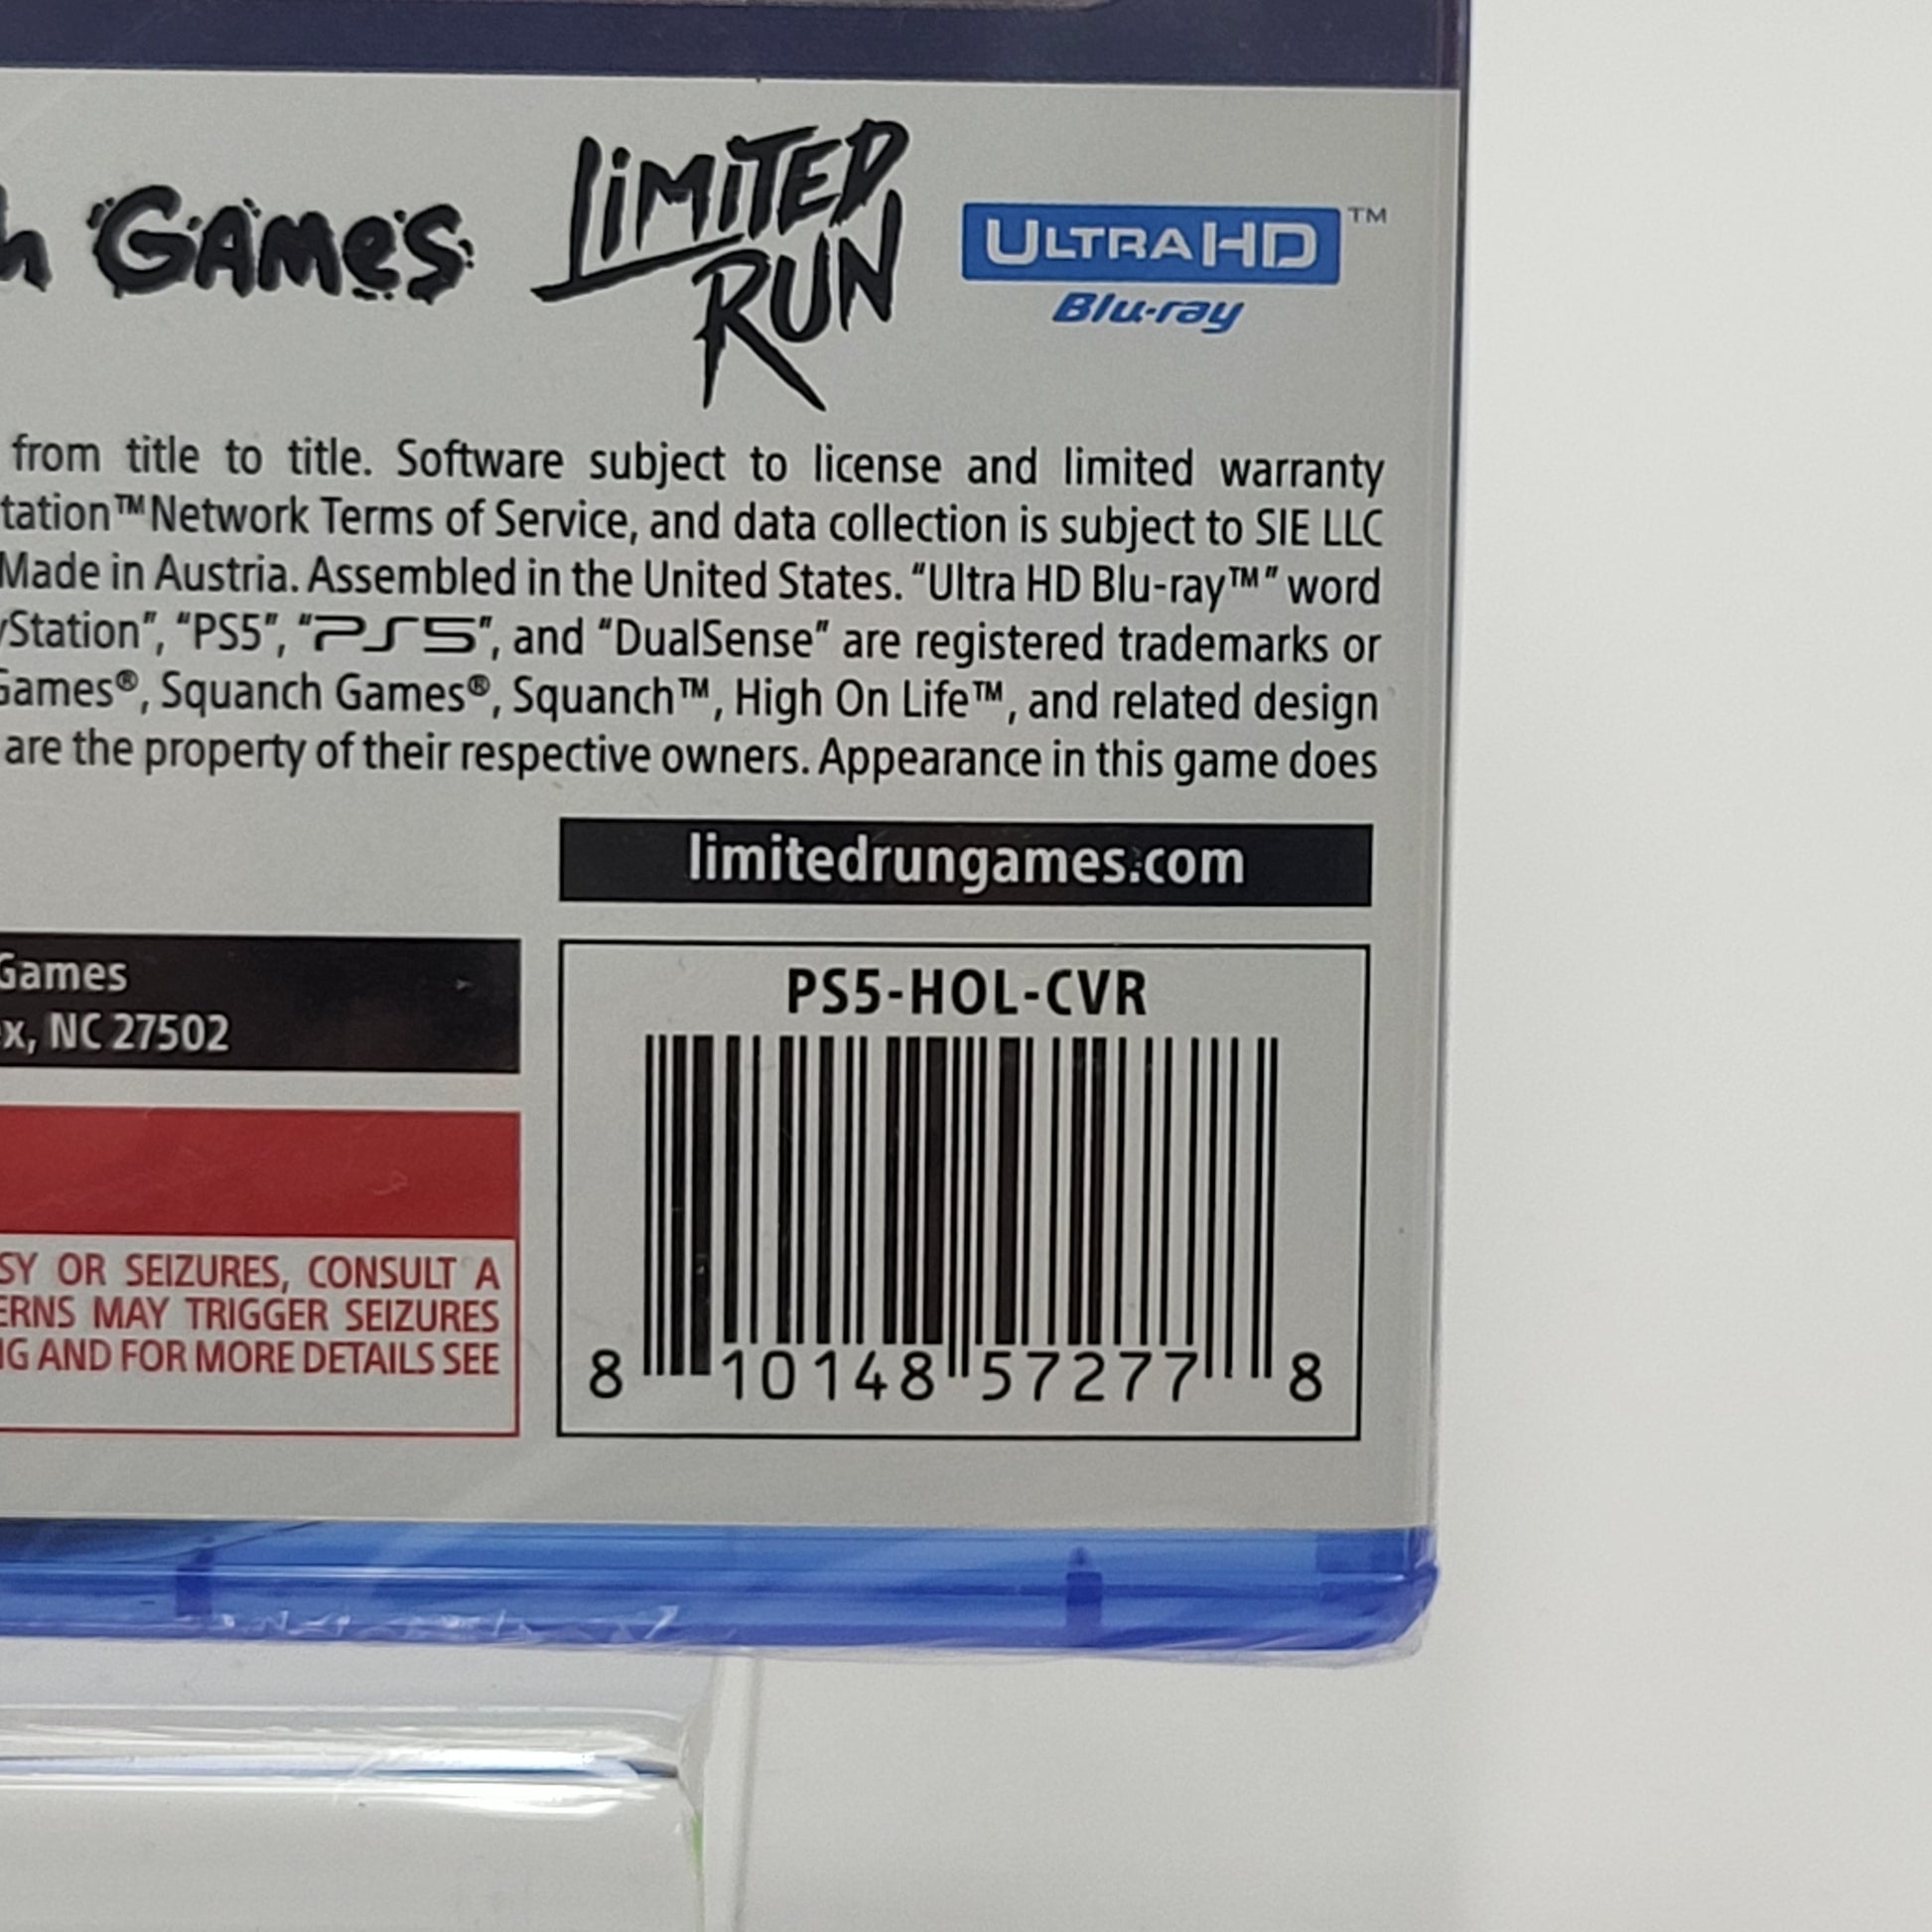 Games
LiMiTED
RUN
ULTRA HD™
Blu-ray
from title to title. Software subject to license and limited warranty
™Network Terms of Service, and data collection is subject to SIE LLC
Made in Austria. Assembled in the United States. “Ultra HD Blu-ray™” word
Station”, “PS5”, “PS5”, and “DualSense” are registered trademarks or
Games®, Squanch Games®, Squanch™, High On Life™, and related design
are the property of their respective owners. Appearance in this game does
limitedrungames.com
Games
x, NC 27502
PS5-HOL-CVR
8 10148 57277 8
SY OR SEIZURES, CONSULT A
ERNS MAY TRIGGER SEIZURES
AND FOR MORE DETAILS SEE